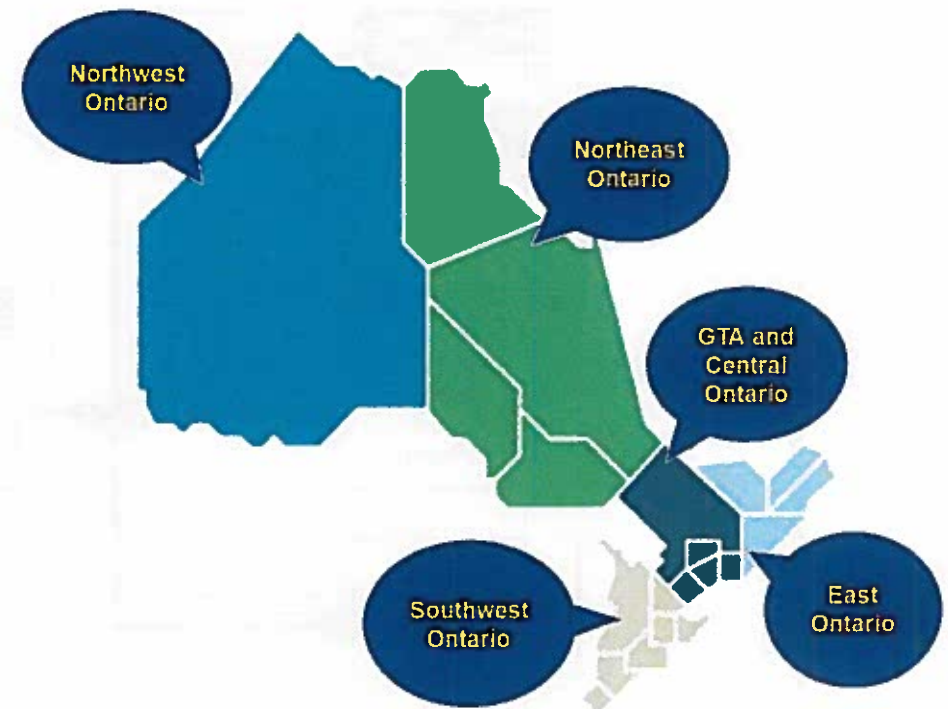 Northwest
Ontario
Northeast
Ontario
GTA and
Central
Ontario
Southwest
Ontario
East
Ontario